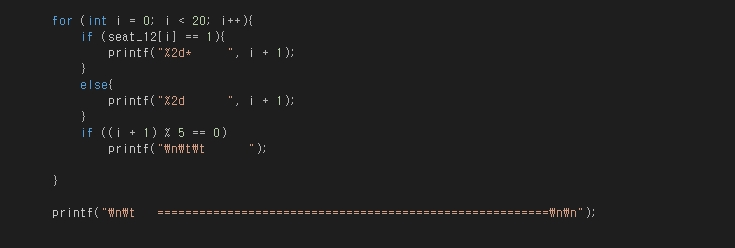 for (int i = 0; i < 20; i++){
if (seat_12[i] == 1){
printf("%2d*     ", i + 1);
}
else{
printf("%2d      ", i + 1);
}
if ((i + 1) % 5 == 0)
printf("₩n₩t₩t      ");
}
printf("₩n₩t   ========================================================₩n₩n");